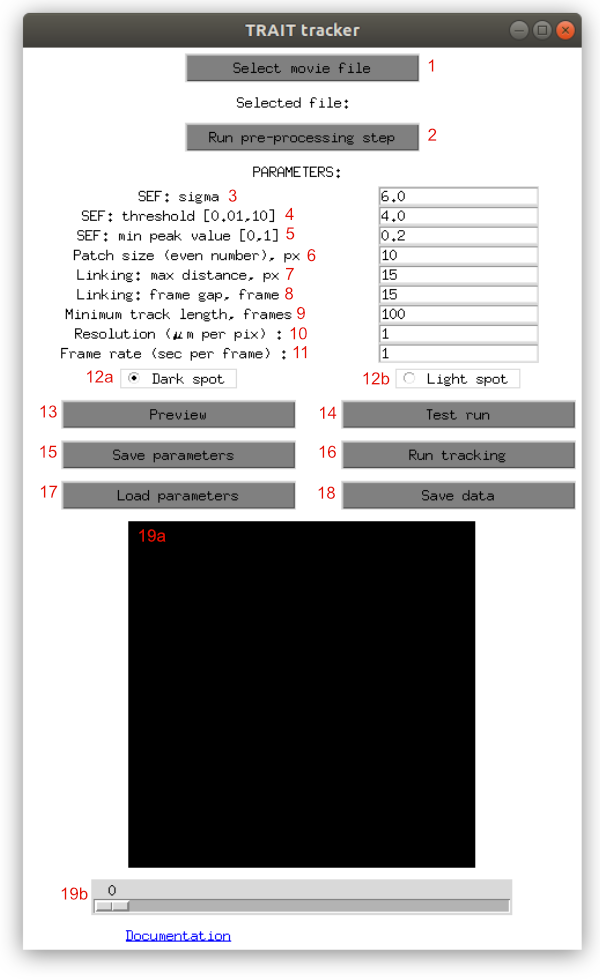 TRAIT tracker
Select movie file 1
Selected file:
Run pre-processing step 2
PARAMETERS:
SEF: sigma 3 6.0
SEF: threshold [0.01,10] 4 4.0
SEF: min peak value [0,1] 5 0.2
Patch size (even number), px 6 10
Linking: max distance, px 7 15
Linking: frame gap, frame 8 15
Minimum track length, frames 9 100
Resolution (μm per pix) : 10 1
Frame rate (sec per frame) : 11 1
12a Dark spot 12b Light spot
13 Preview 14 Test run
15 Save parameters 16 Run tracking
17 Load parameters 18 Save data
19a
19b 0
Documentation